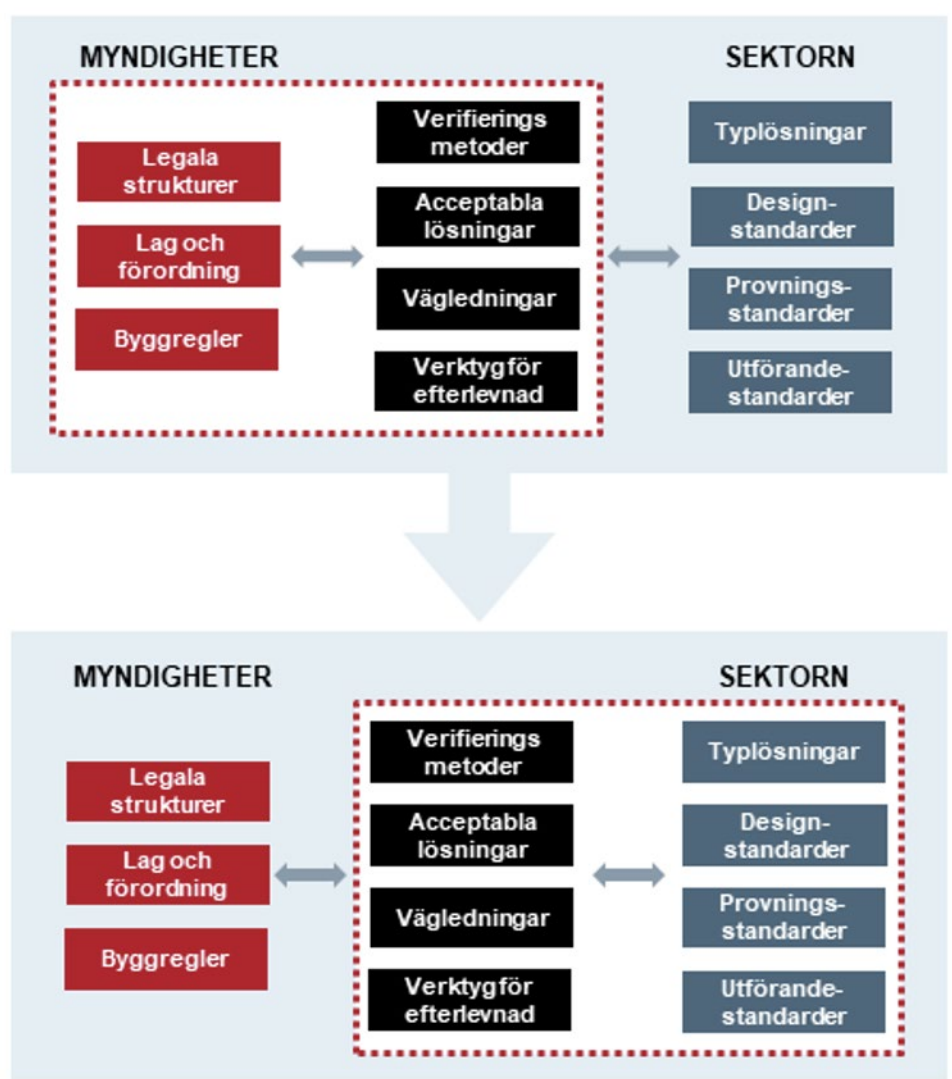 MYNDIGHETER
SEKTORN
Legala
strukturer
Lag och
förordning
Byggregler
Verifierings
metoder
Acceptabla
lösningar
Vägledningar
Verktyg för
efterlevnad
Typlösningar
Design-
standarder
Provnings-
standarder
Utförande-
standarder
MYNDIGHETER
SEKTORN
Legala
strukturer
Lag och
förordning
Byggregler
Verifierings
metoder
Acceptabla
lösningar
Vägledningar
Verktyg för
efterlevnad
Typlösningar
Design-
standarder
Provnings-
standarder
Utförande-
standarder